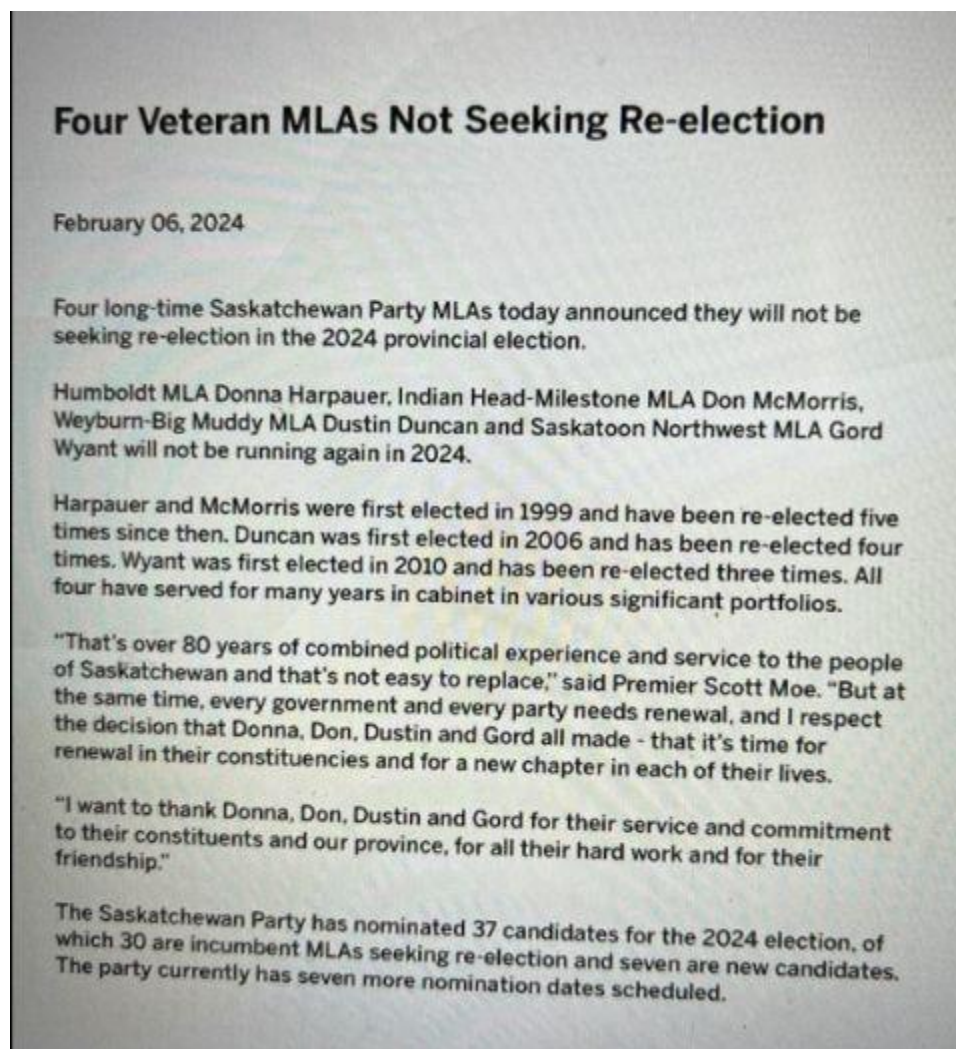 Four Veteran MLAs Not Seeking Re-election
February 06, 2024
Four long-time Saskatchewan Party MLAs today announced they will not be
seeking re-election in the 2024 provincial election.
Humboldt MLA Donna Harpauer, Indian Head-Milestone MLA Don McMorris,
Weyburn-Big Muddy MLA Dustin Duncan and Saskatoon Northwest MLA Gord
Wyant will not be running again in 2024.
Harpauer and McMorris were first elected in 1999 and have been re-elected five
times since then. Duncan was first elected in 2006 and has been re-elected four
times. Wyant was first elected in 2010 and has been re-elected three times. All
four have served for many years in cabinet in various significant portfolios.
"That's over 80 years of combined political experience and service to the people
of Saskatchewan and that's not easy to replace," said Premier Scott Moe. "But at
the same time, every government and every party needs renewal, and I respect
the decision that Donna, Don, Dustin and Gord all made - that it's time for
renewal in their constituencies and for a new chapter in each of their lives.
"I want to thank Donna, Don, Dustin and Gord for their service and commitment
to their constituents and our province, for all their hard work and for their
friendship."
The Saskatchewan Party has nominated 37 candidates for the 2024 election, of
which 30 are incumbent MLAs seeking re-election and seven are new candidates.
The party currently has seven more nomination dates scheduled.